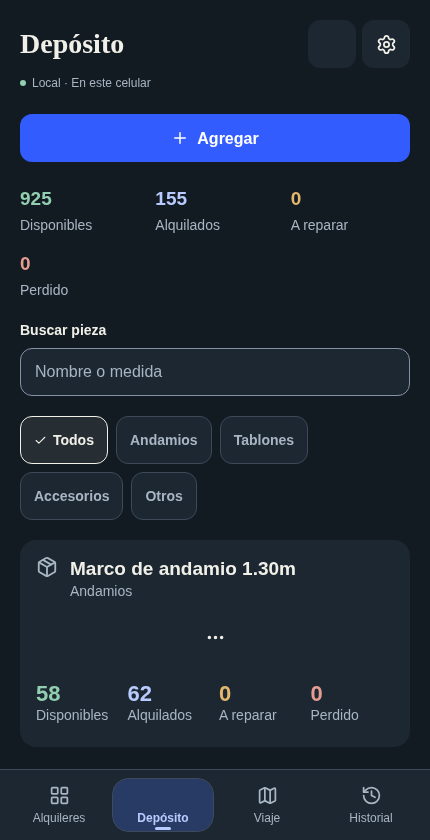 Depósito
Local · En este celular
Agregar
925 155 0
Disponibles Alquilados A reparar
0
Perdido
Buscar pieza
Nombre o medida
Todos Andamios Tablones
Accesorios Otros
Marco de andamio 1.30m
Andamios
58 62 0 0
Disponibles Alquilados A reparar Perdido
Alquileres Depósito Viaje Historial